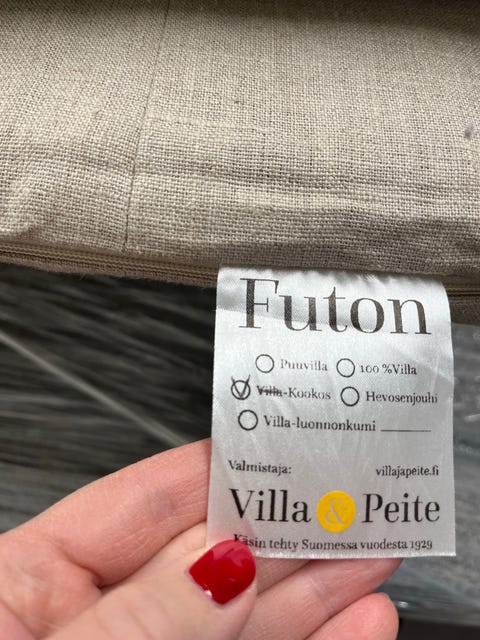 Futon
Puuvilla 100 %Villa
Villa-Kookos Hevosenjouhi
Villa-luonnonkumi ______
Valmistaja: villajapeite.fi
Villa & Peite
Käsin tehty Suomessa vuodesta 1929